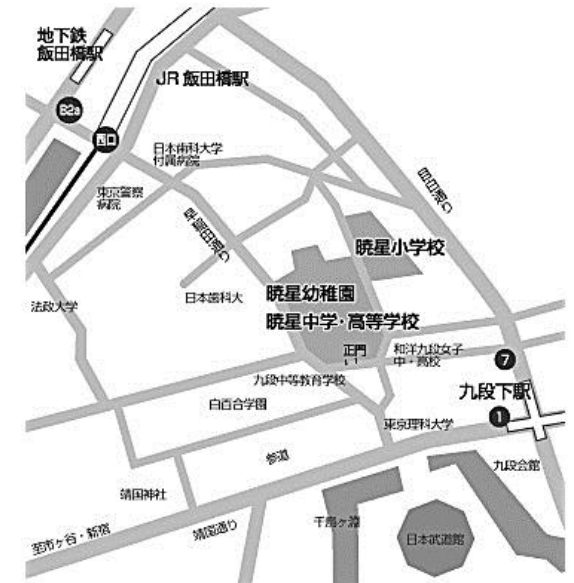 地下鉄
飯田橋駅
JR 飯田橋駅
B2a
西口
日本歯科大学
付属病院
東京警察
病院
目白通り
早稲田通り
暁星小学校
法政大学
日本歯科大
暁星幼稚園
暁星中学・高等学校
正門
和洋九段女子
中・高校
7
九段中等教育学校
九段下駅
白百合学園
1
東京理科大学
参道
九段会館
靖国神社
千鳥ヶ淵
靖国通り
日本武道館
至市ヶ谷・新宿